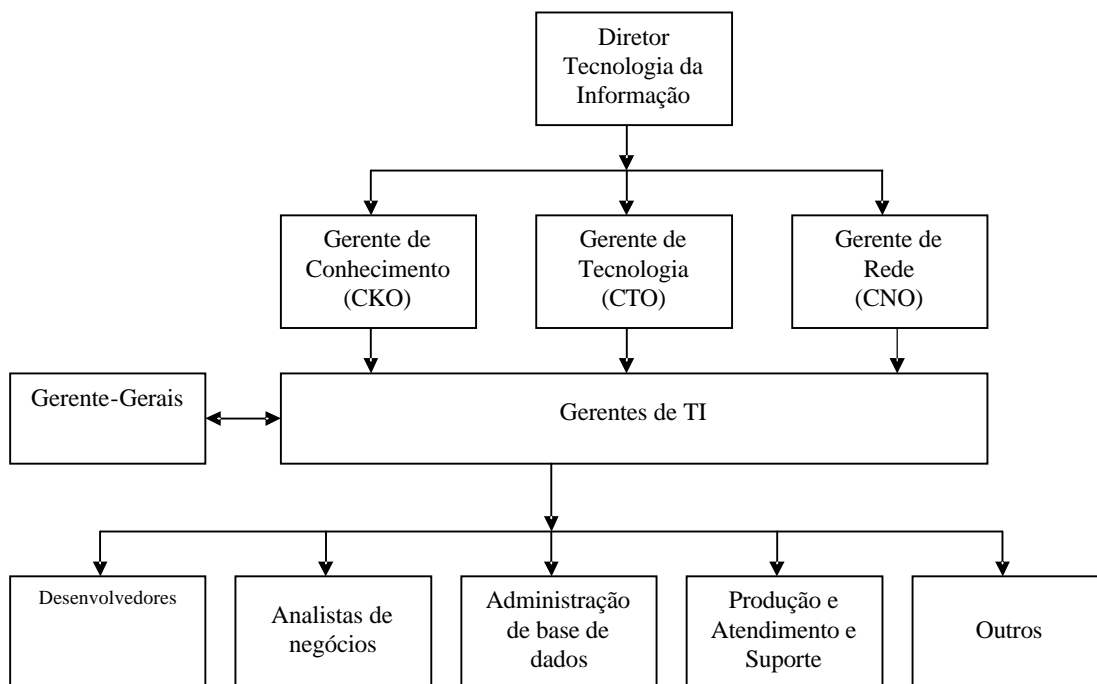 Diretor
Tecnologia da
Informação
Gerente de
Conhecimento
(CKO)
Gerente de
Tecnologia
(CTO)
Gerente de
Rede
(CNO)
Gerente-Gerais
Gerentes de TI
Desenvolvedores
Analistas de
negócios
Administração
de base de
dados
Produção e
Atendimento e
Suporte
Outros